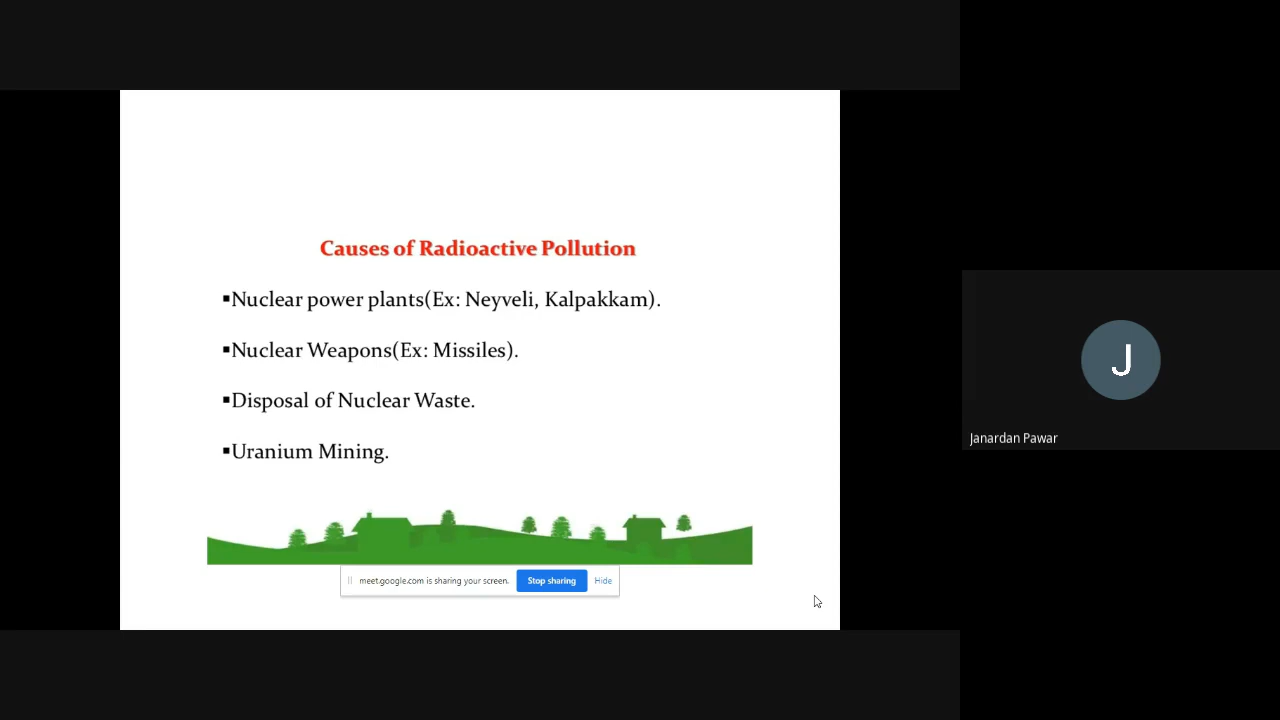 Causes of Radioactive Pollution
▪Nuclear power plants(Ex: Neyveli, Kalpakkam).
▪Nuclear Weapons(Ex: Missiles).
▪Disposal of Nuclear Waste.
▪Uranium Mining.
meet.google.com is sharing your screen. Stop sharing Hide
J
Janardan Pawar